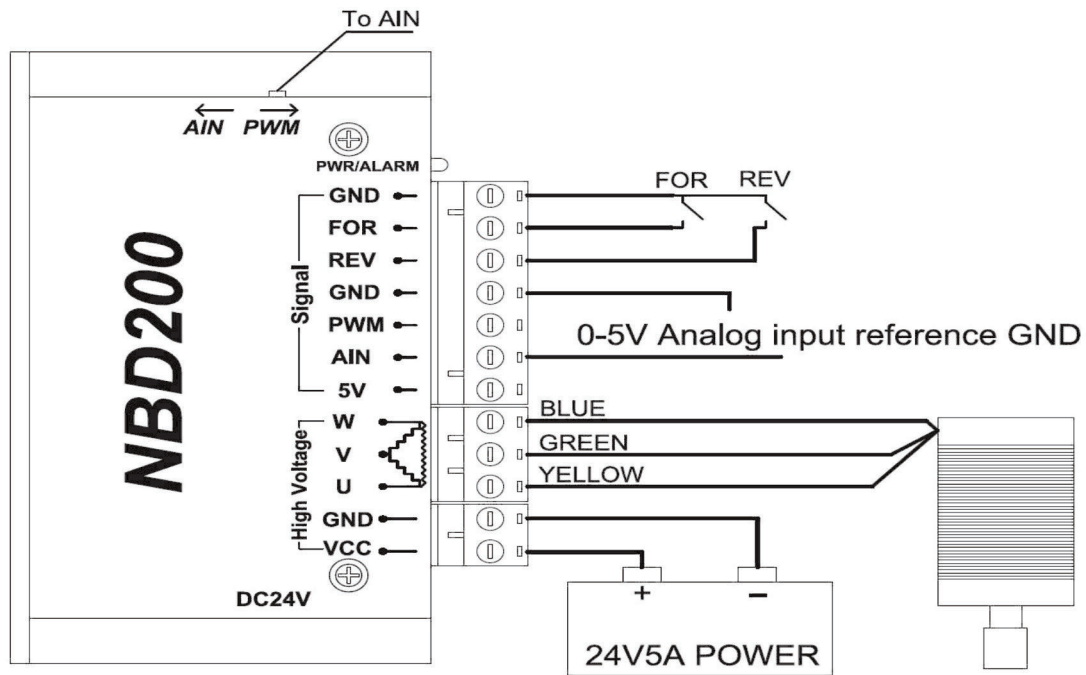 To AIN
AIN PWM
PWR/ALARM
NBD200
Signal
GND
FOR
REV
GND
PWM
AIN
5V
High Voltage
W
V
U
GND
VCC
DC24V
FOR REV
0-5V Analog input reference GND
BLUE
GREEN
YELLOW
+ −
24V5A POWER